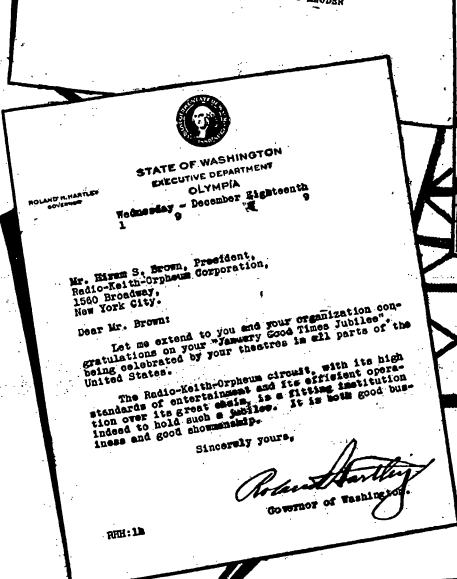 STATE OF WASHINGTON
EXECUTIVE DEPARTMENT
OLYMPIA
ROLAND H. HARTLEY
GOVERNOR
Wednesday - December Eighteenth
1 9 2 9
Mr. Hiram S. Brown, President,
Radio-Keith-Orpheum Corporation,
1560 Broadway,
New York City.
Dear Mr. Brown:
Let me extend to you and your organization con-
gratulations on your "January Good Times Jubilee",
being celebrated by your theatres in all parts of the
United States.
The Radio-Keith-Orpheum circuit, with its high
standards of entertainment and its efficient opera-
tion over its great chain, is a fitting institution
indeed to hold such a jubilee. It is both good bus-
iness and good showmanship.
Sincerely yours,
Roland H Hartley
Governor of Washington.
RHH:lh